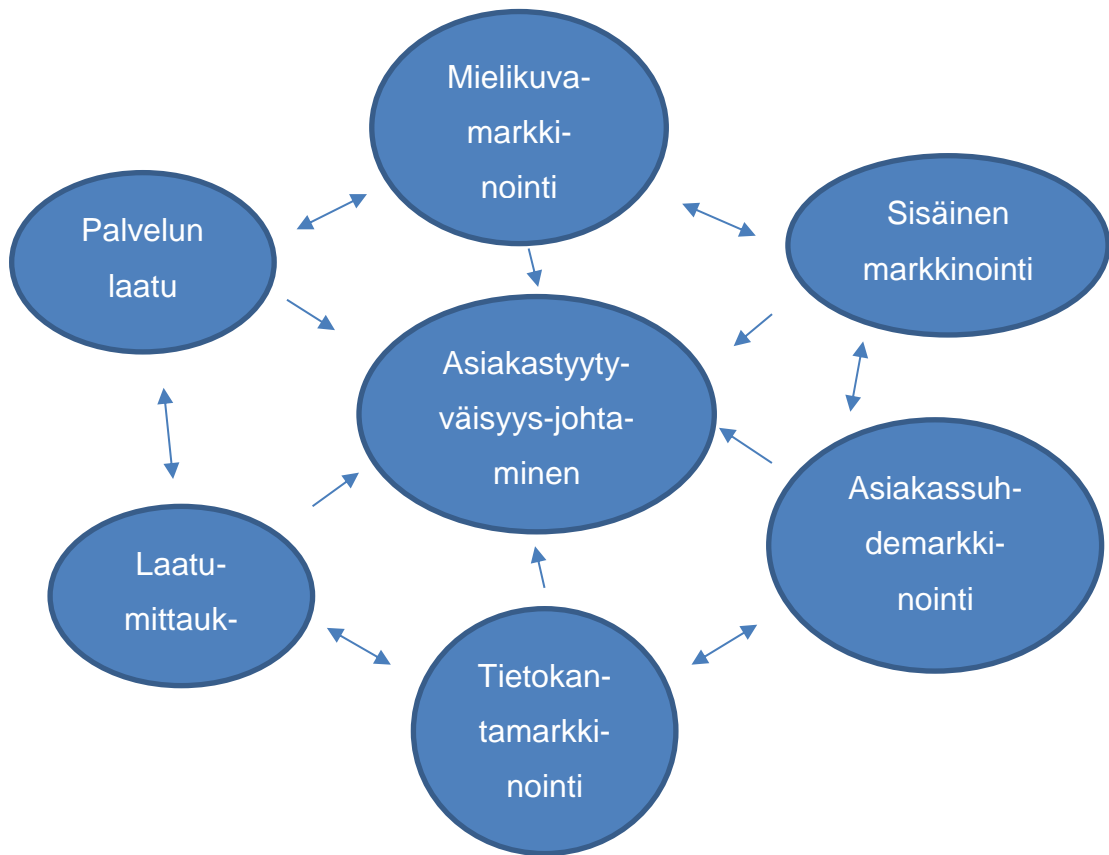 Mielikuva-
markki-
nointi
Palvelun
laatu
Sisäinen
markkinointi
Asiakastyyty-
väisyys-johta-
minen
Asiakassuh-
demarkki-
nointi
Laatu-
mittauk-
Tietokan-
tamarkki-
nointi